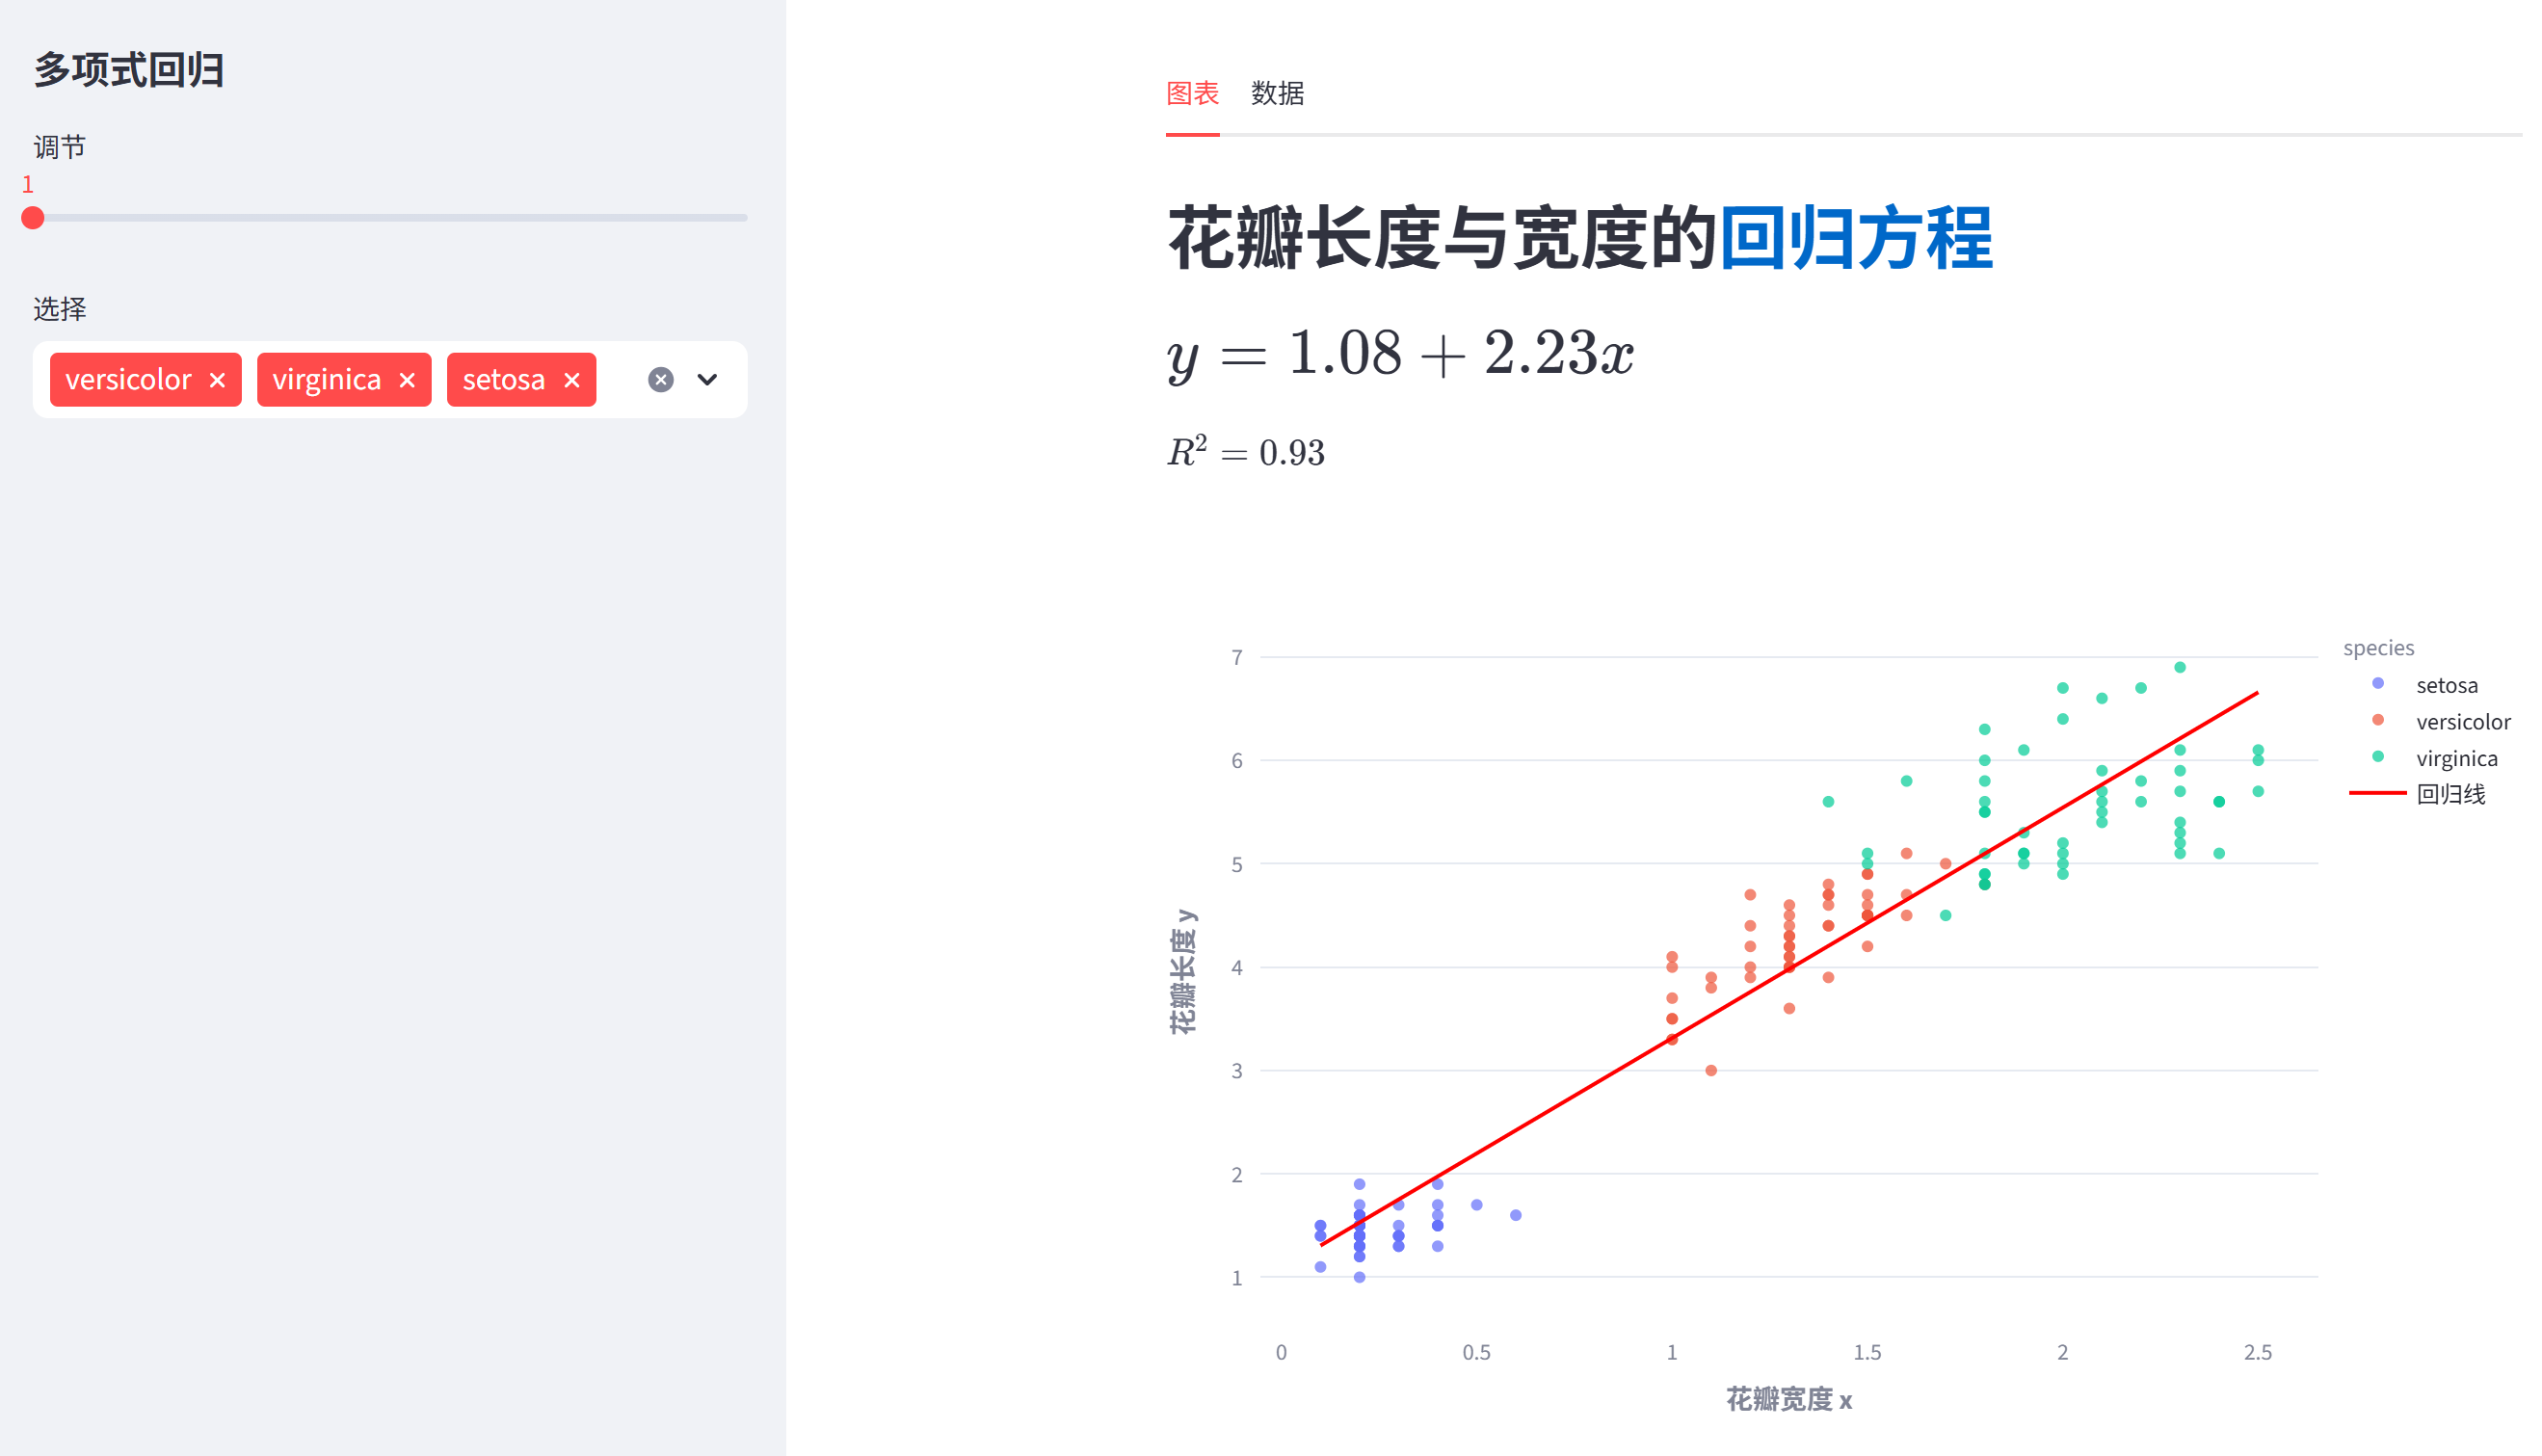 多项式回归
调节
1
选择
versicolor
virginica
setosa
图表
数据
花瓣长度与宽度的回归方程
y = 1.08 + 2.23x
R² = 0.93
7
6
5
4
3
2
1
花瓣长度 y
0
0.5
1
1.5
2
2.5
花瓣宽度 x
species
setosa
versicolor
virginica
回归线